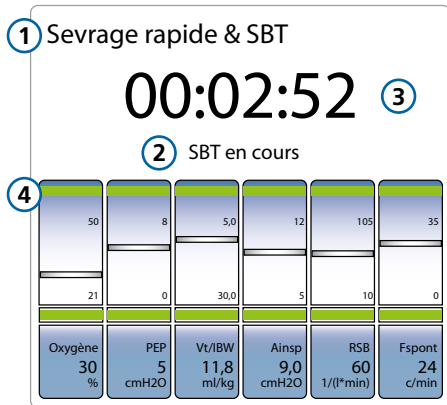 1 Sevrage rapide & SBT
00:02:52 3
2 SBT en cours
4
50 8 5,0 12 105 35
21 0 30,0 5 10 0
Oxygène PEP Vt/IBW Ainsp RSB Fspont
30 5 11,8 9,0 60 24
% cmH2O ml/kg cmH2O 1/(l*min) c/min